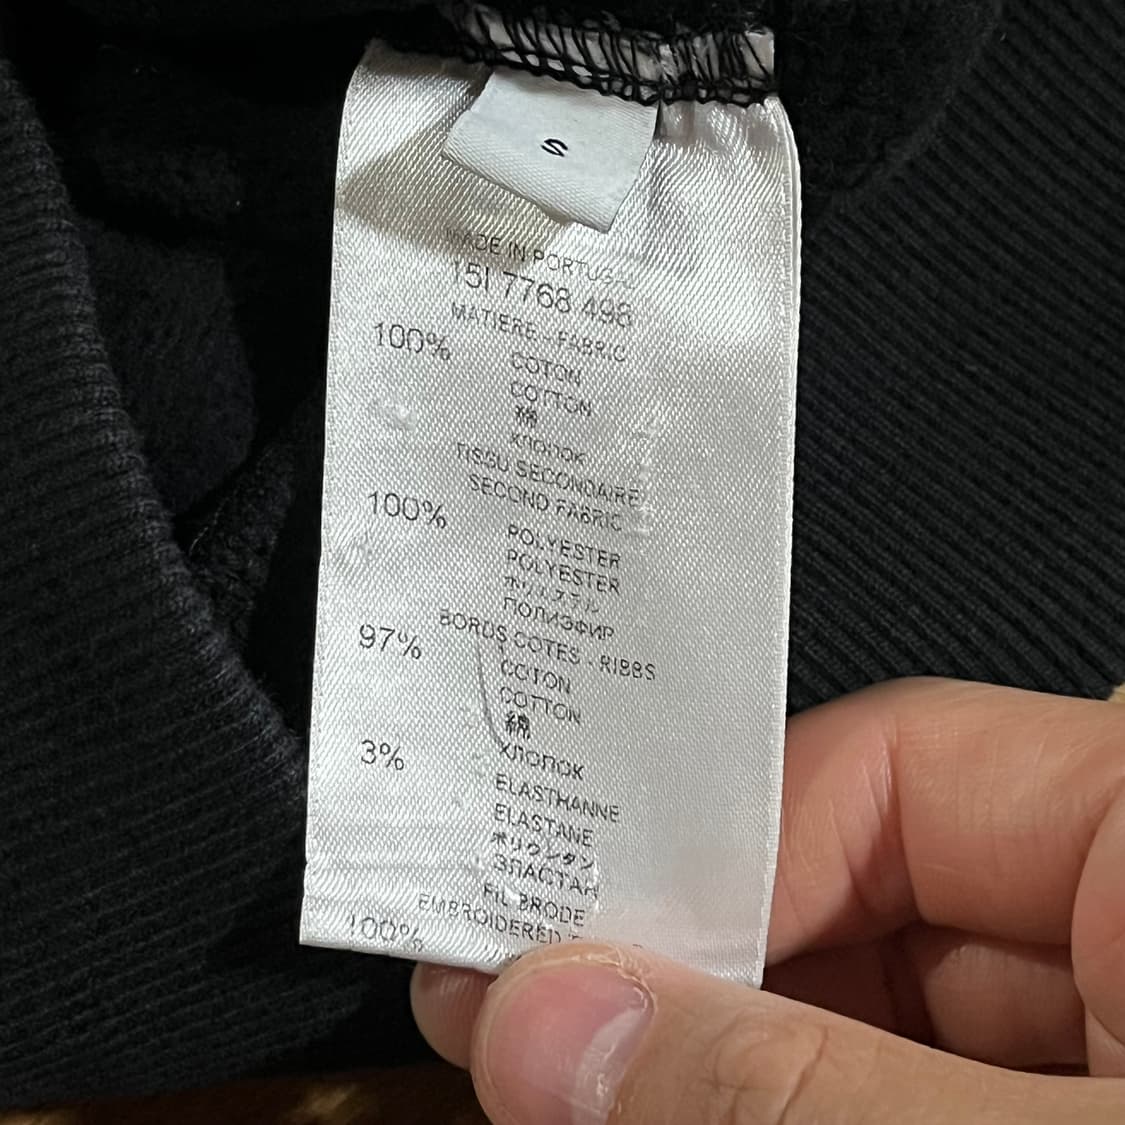 S
MADE IN PORTUGAL
15I 7768 498
MATIERE - FABRIC
100%
COTON
COTTON
綿
ХЛОПОК
TISSU SECONDAIRE
SECOND FABRIC
100%
POLYESTER
POLYESTER
ポリエステル
ПОЛИЭФИР
BORDS COTES - RIBBS
97%
COTON
COTTON
綿
ХЛОПОК
3%
ELASTHANNE
ELASTANE
ポリウレタン
ЭЛАСТАН
FIL BRODE
EMBROIDERED
100%